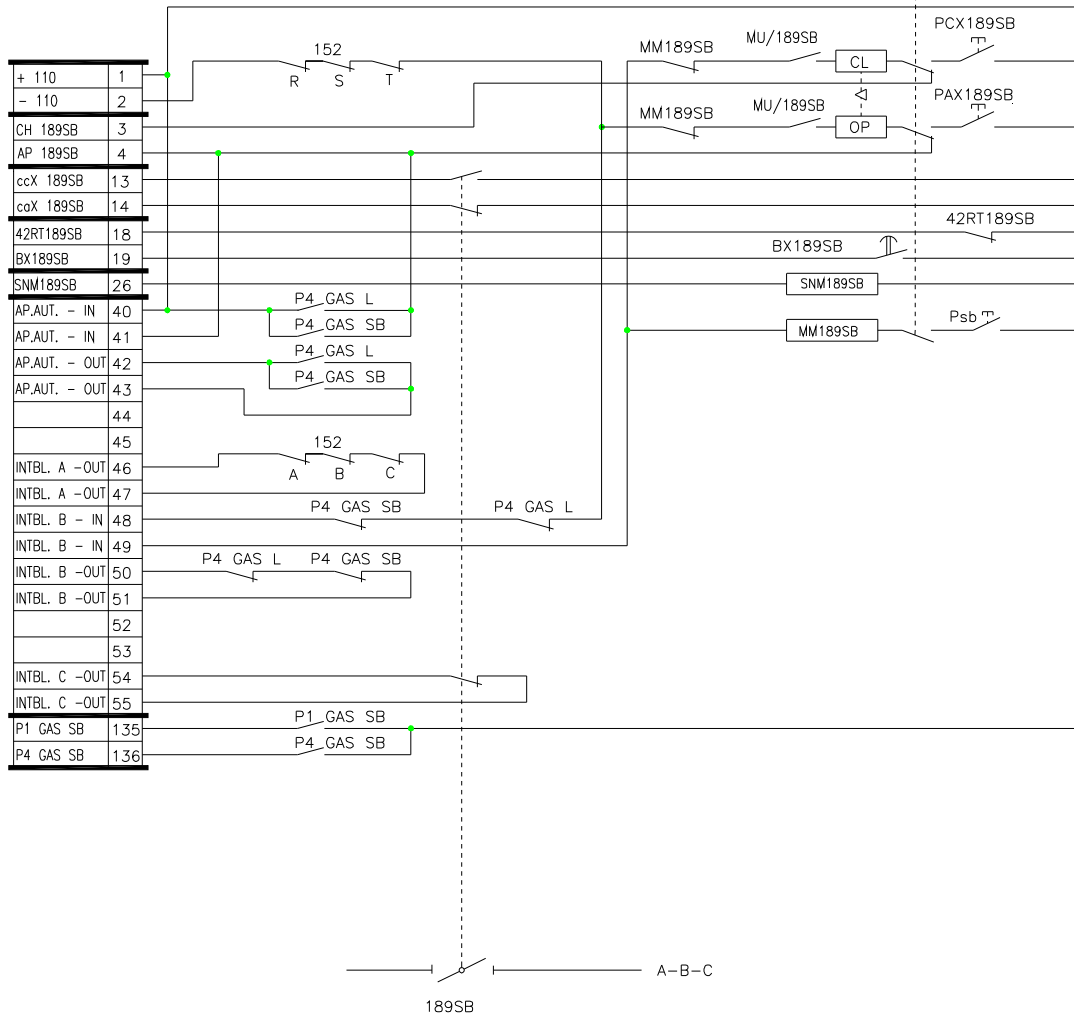 PCX189SB
152
MM189SB
MU/189SB
CL
+ 110 1
R S T
- 110 2
PAX189SB
MM189SB
MU/189SB
OP
CH 189SB 3
AP 189SB 4
ccX 189SB 13
caX 189SB 14
42RT189SB
42RT189SB 18
BX189SB
BX189SB 19
SNM189SB 26
SNM189SB
P4 GAS L
AP.AUT. - IN 40
P4 GAS SB
Psb
MM189SB
AP.AUT. - IN 41
P4 GAS L
AP.AUT. - OUT 42
P4 GAS SB
AP.AUT. - OUT 43
44
45
152
INTBL. A -OUT 46
A B C
INTBL. A -OUT 47
P4 GAS SB
P4 GAS L
INTBL. B - IN 48
INTBL. B - IN 49
P4 GAS L
P4 GAS SB
INTBL. B -OUT 50
INTBL. B -OUT 51
52
53
INTBL. C -OUT 54
INTBL. C -OUT 55
P1 GAS SB
P1 GAS SB 135
P4 GAS SB
P4 GAS SB 136
A-B-C
189SB